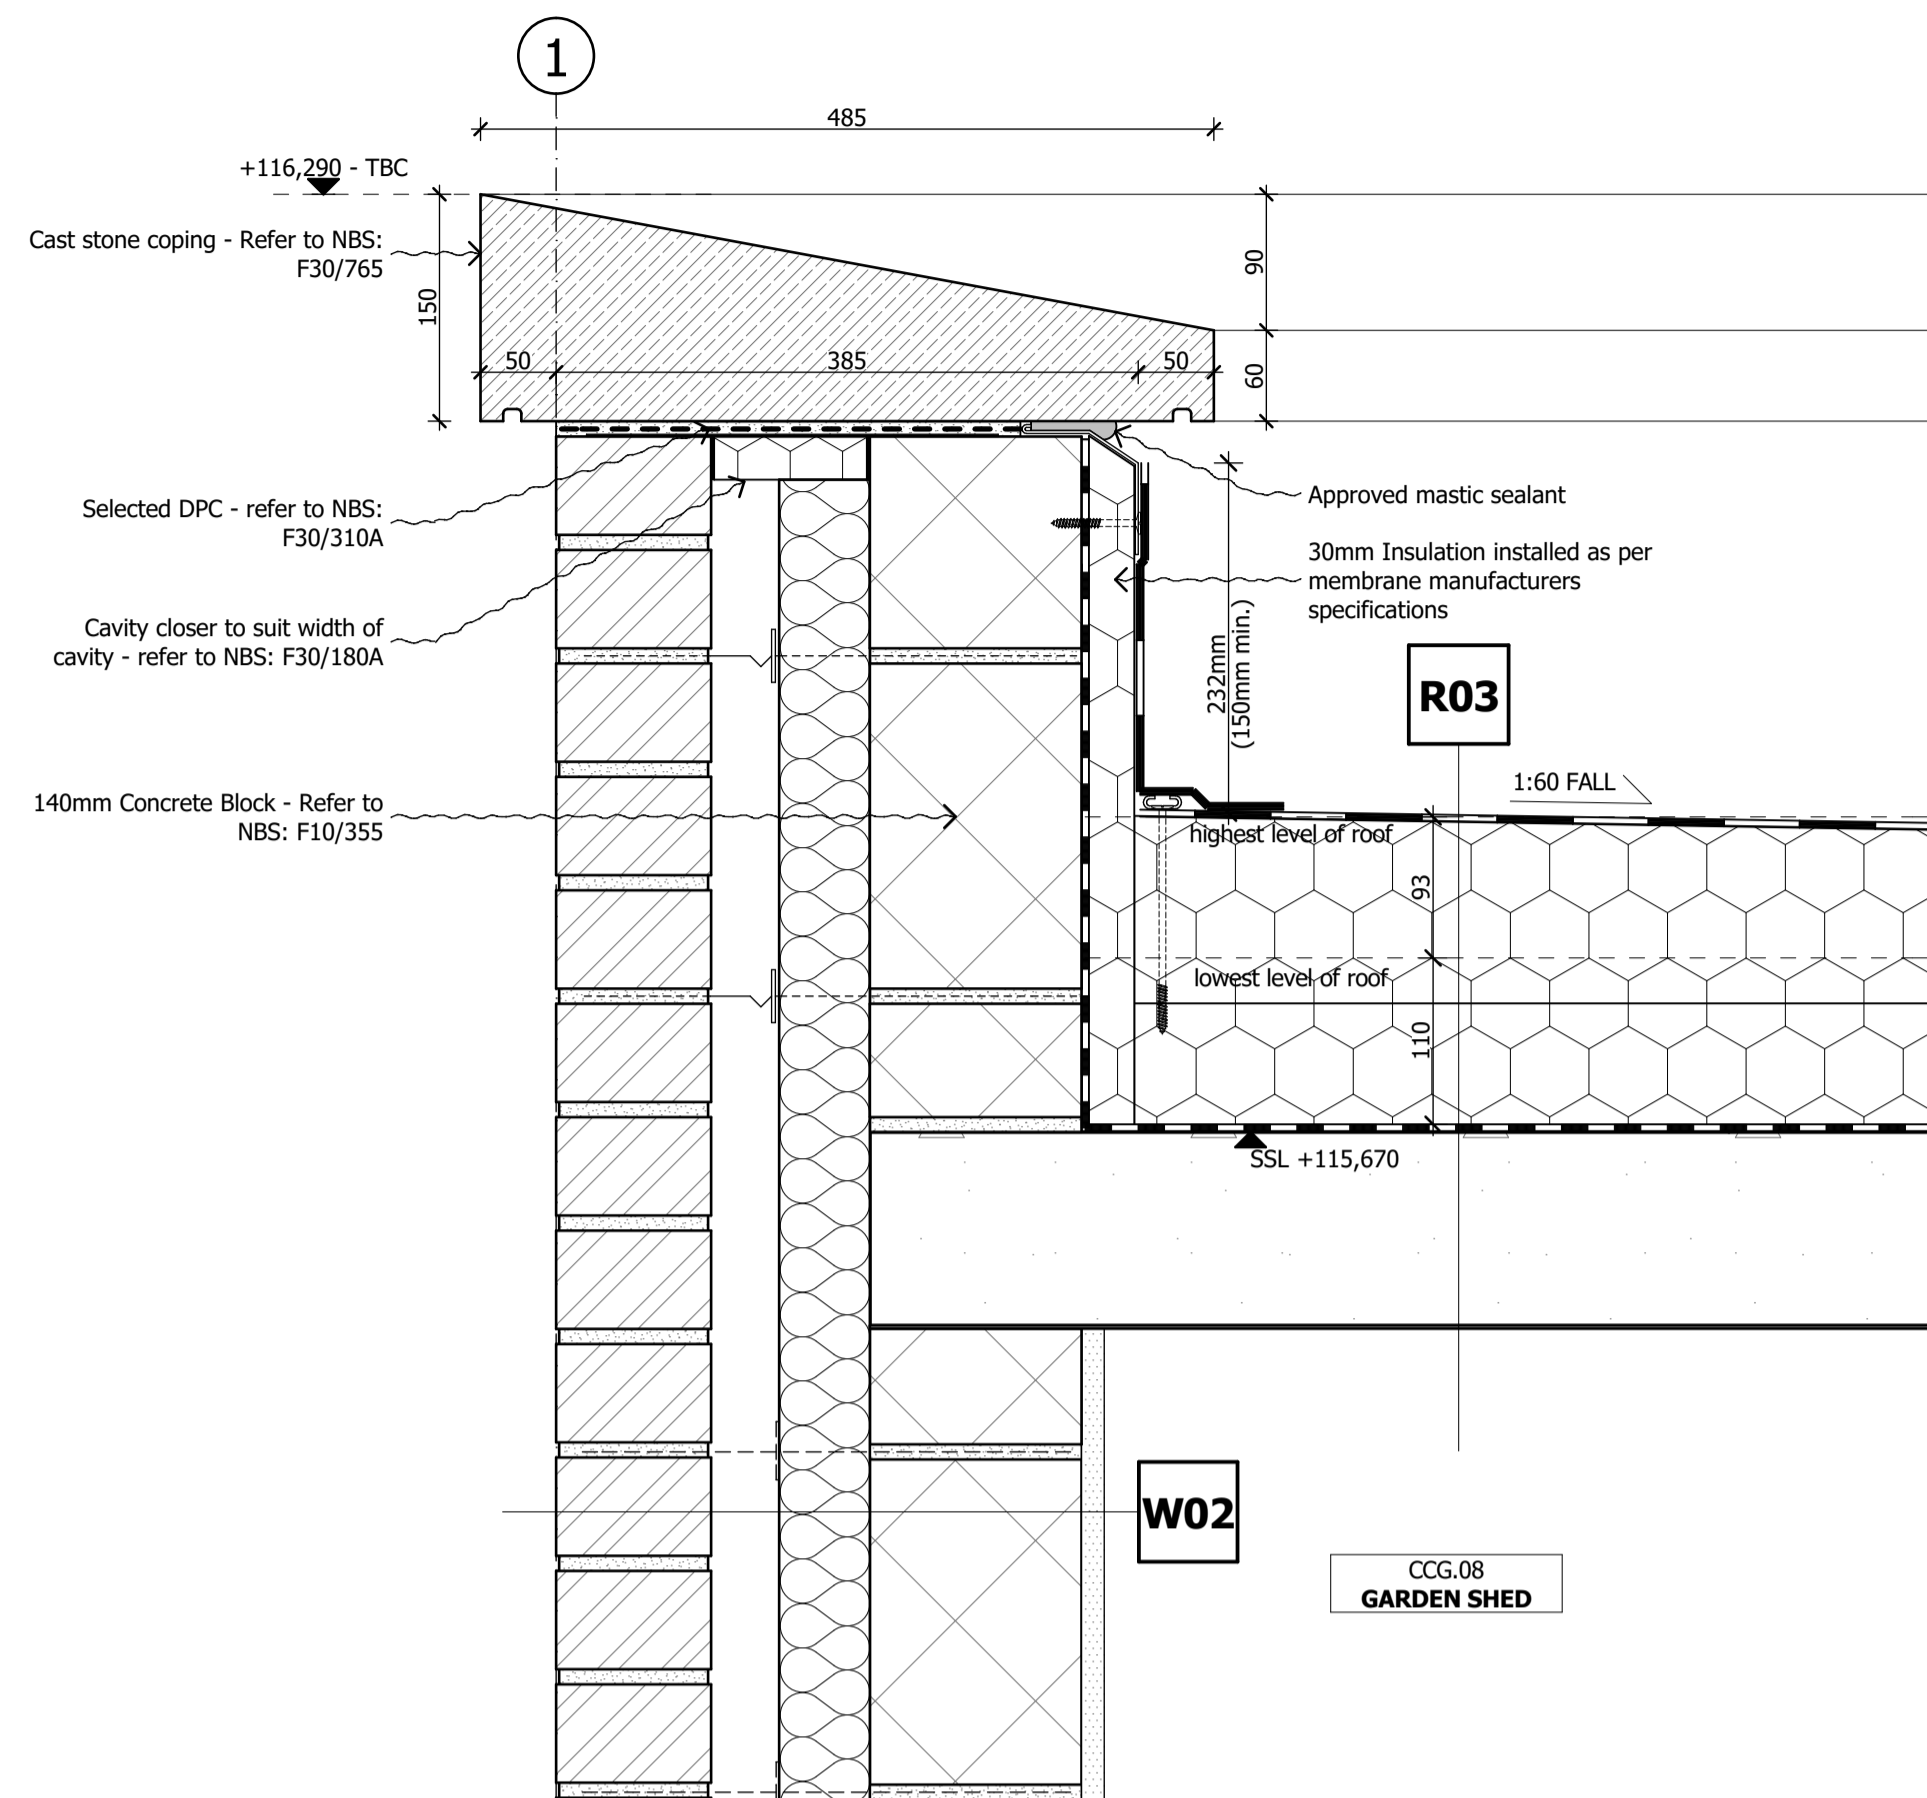 1
485
+116,290 - TBC
Cast stone coping - Refer to NBS:
F30/765
150
90
50
385
50
60
Selected DPC - refer to NBS:
F30/310A
Approved mastic sealant
30mm Insulation installed as per
membrane manufacturers
specifications
Cavity closer to suit width of
cavity - refer to NBS: F30/180A
232mm
(150mm min.)
R03
1:60 FALL
140mm Concrete Block - Refer to
NBS: F10/355
highest level of roof
93
lowest level of roof
110
SSL +115,670
W02
CCG.08
GARDEN SHED